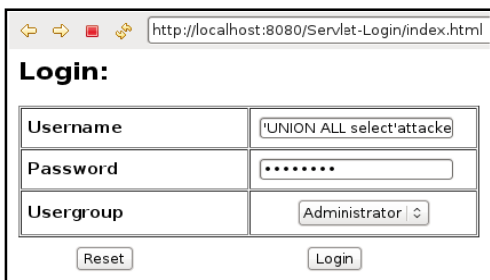 http://localhost:8080/Servlet-Login/index.html
Login:
Username 'UNION ALL select'attacke
Password ••••••••
Usergroup Administrator
Reset Login